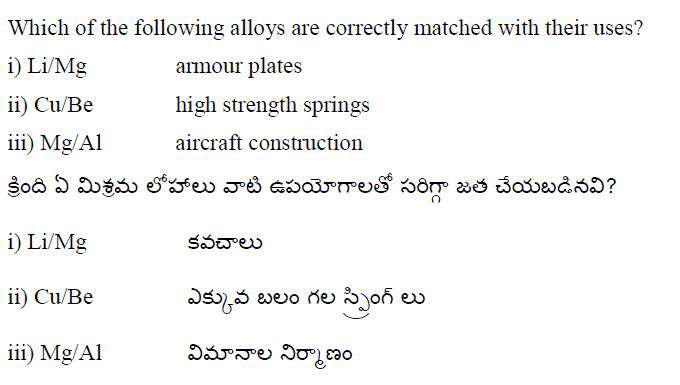 Which of the following alloys are correctly matched with their uses?
i) Li/Mg armour plates
ii) Cu/Be high strength springs
iii) Mg/Al aircraft construction
క్రింది ఏ మిశ్రమ లోహాలు వాటి ఉపయోగాలతో సరిగ్గా జత చేయబడినవి?
i) Li/Mg కవచాలు
ii) Cu/Be ఎక్కువ బలం గల స్ప్రింగ్ లు
iii) Mg/Al విమానాల నిర్మాణం